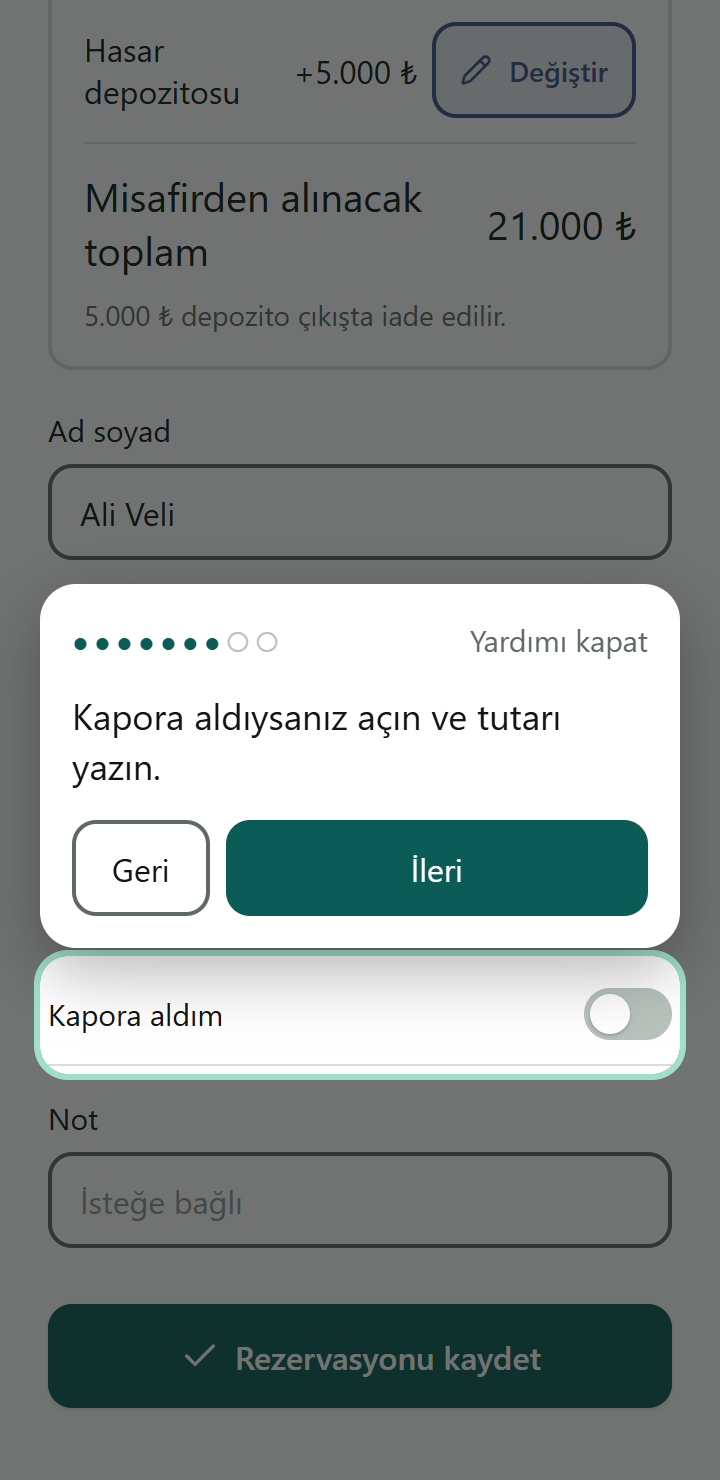 Hasar
depozitosu
+5.000 ₺
Değiştir
Misafirden alınacak
toplam
21.000 ₺
5.000 ₺ depozito çıkışta iade edilir.
Ad soyad
Ali Veli
Yardımı kapat
Kapora aldıysanız açın ve tutarı
yazın.
Geri
İleri
Kapora aldım
Not
İsteğe bağlı
Rezervasyonu kaydet